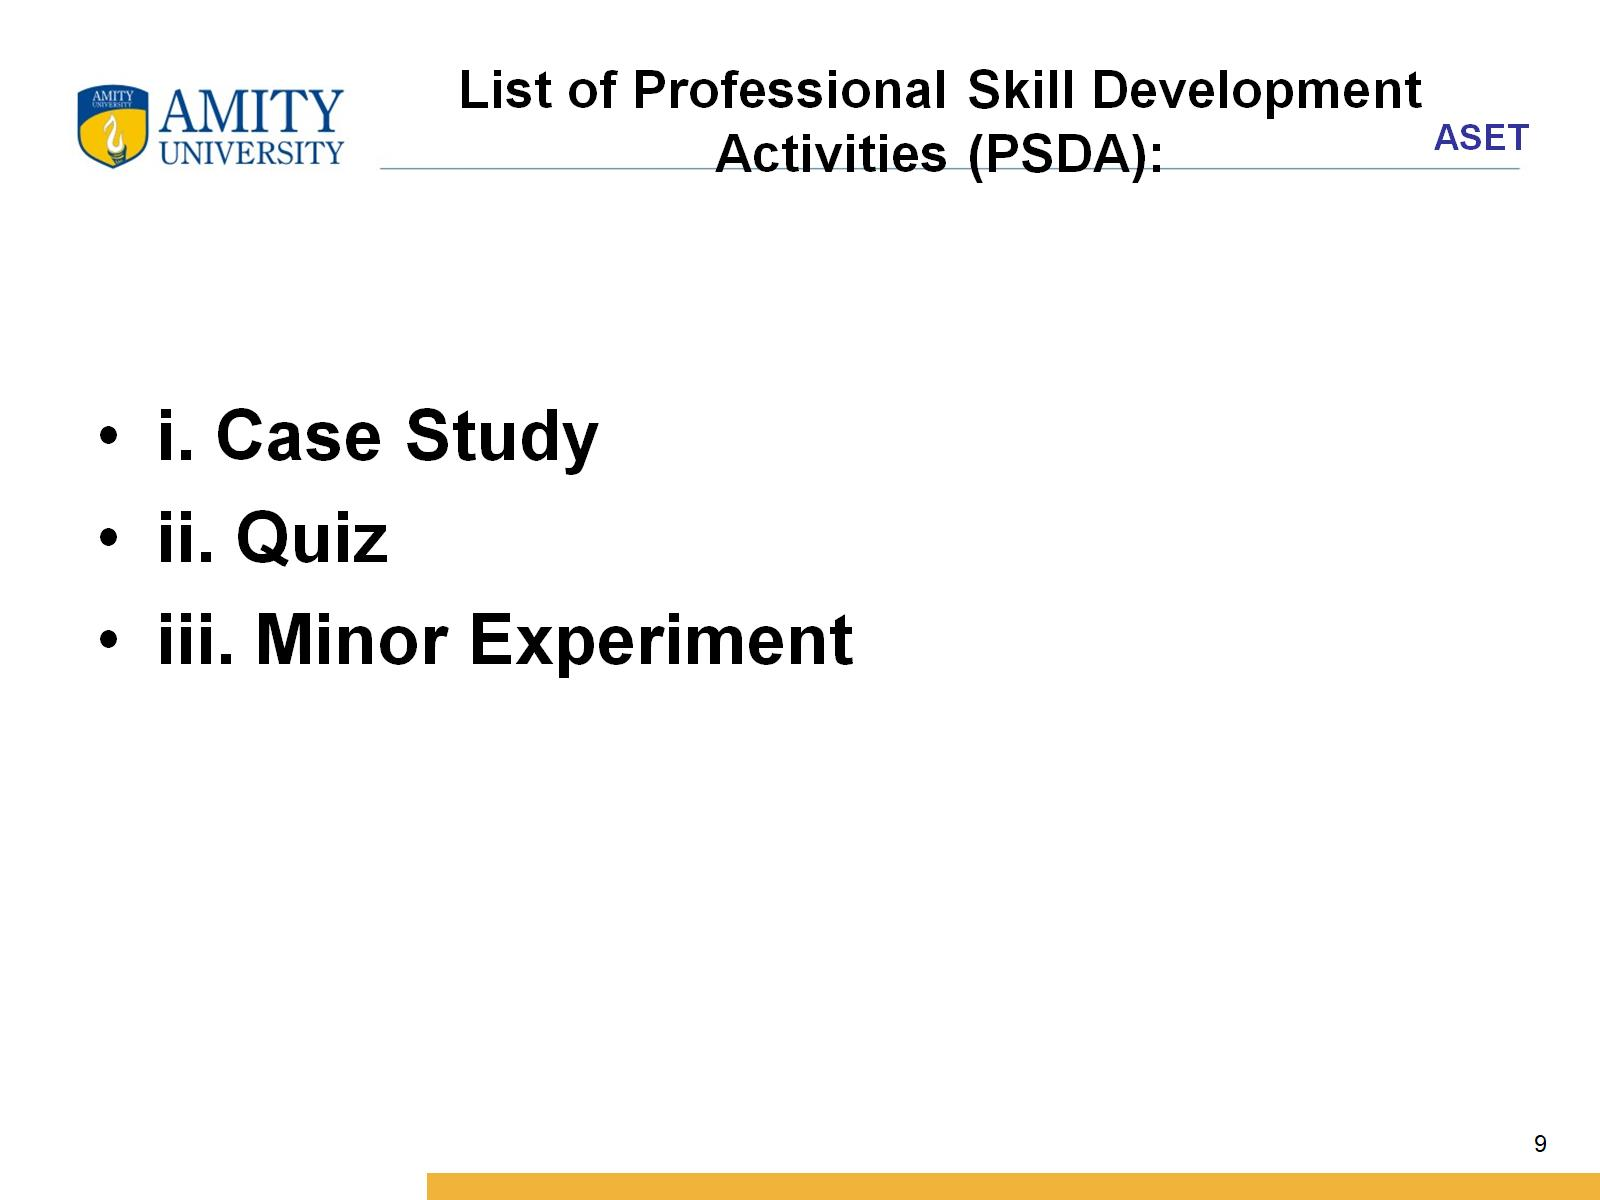 AMITY
UNIVERSITY
AMITY
UNIVERSITY
List of Professional Skill Development
Activities (PSDA):
ASET
• i. Case Study
• ii. Quiz
• iii. Minor Experiment
9